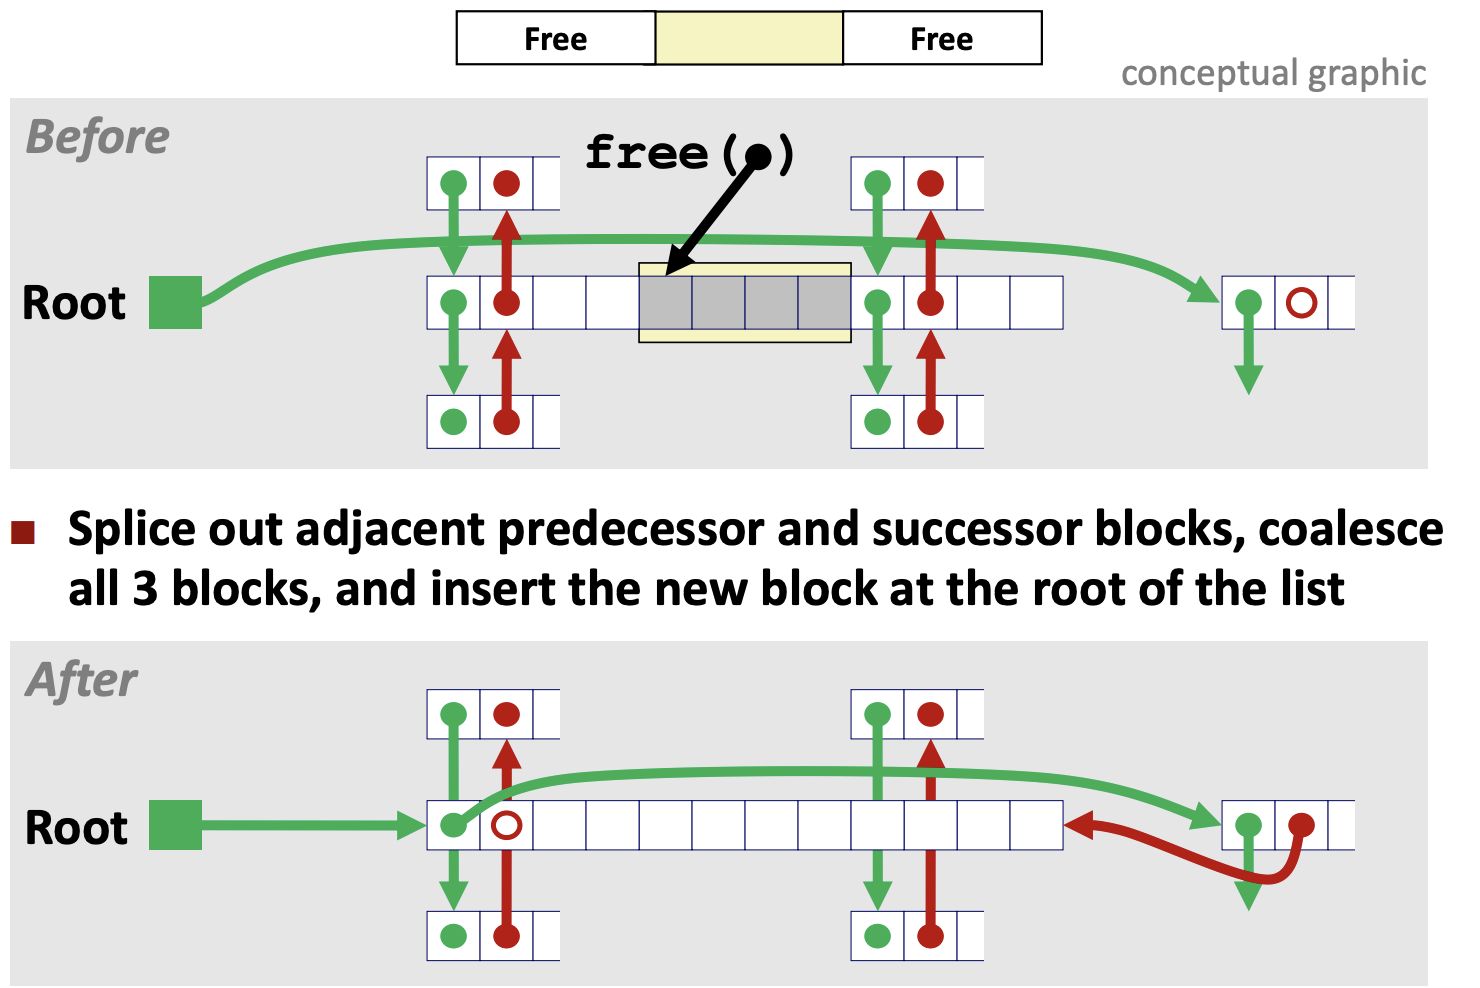 Free Free
conceptual graphic
Before
free( )
Root
■ Splice out adjacent predecessor and successor blocks, coalesce
all 3 blocks, and insert the new block at the root of the list
After
Root